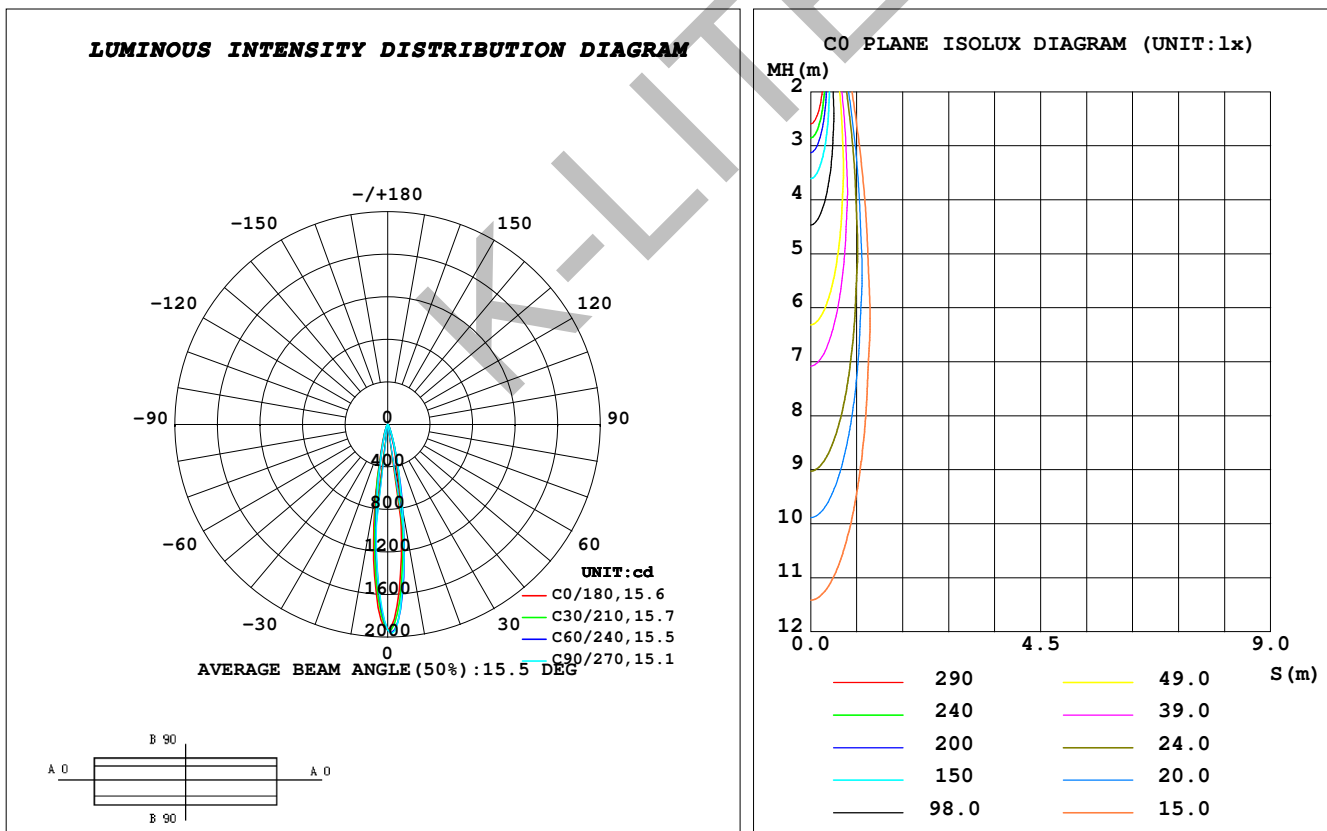 LUMINOUS INTENSITY DISTRIBUTION DIAGRAM
-/+180
-150 150
-120 120
-90 0 90
400
800
-60 1200 60
1600
-30 2000 30
0
UNIT:cd
C0/180,15.6
C30/210,15.7
C60/240,15.5
C90/270,15.1
AVERAGE BEAM ANGLE(50%):15.5 DEG
B 90
A 0 A 0
B 90
C0 PLANE ISOLUX DIAGRAM (UNIT:lx)
MH(m)
2
3
4
5
6
7
8
9
10
11
12
0.0 4.5 9.0
S(m)
290 49.0
240 39.0
200 24.0
150 20.0
98.0 15.0
K-LITE